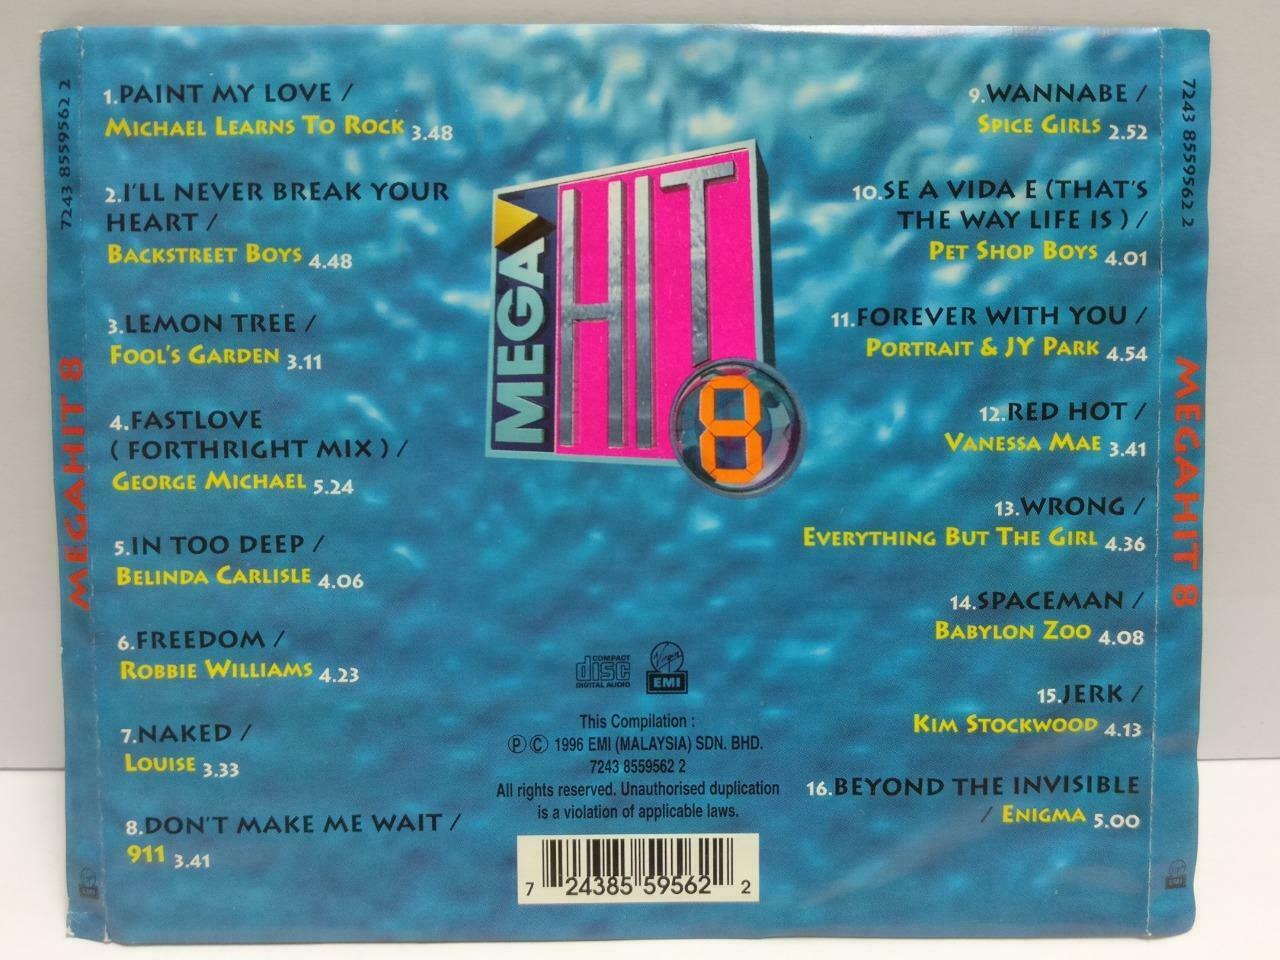 7243 8559562 2
MEGAHIT 8
1.PAINT MY LOVE /
MICHAEL LEARNS TO ROCK 3.48
2.I'LL NEVER BREAK YOUR
HEART /
BACKSTREET BOYS 4.48
3.LEMON TREE /
FOOL'S GARDEN 3.11
4.FASTLOVE
( FORTHRIGHT MIX ) /
GEORGE MICHAEL 5.24
5.IN TOO DEEP /
BELINDA CARLISLE 4.06
6.FREEDOM /
ROBBIE WILLIAMS 4.23
7.NAKED /
LOUISE 3.33
8.DON'T MAKE ME WAIT /
911 3.41
MEGA
HIT
8
COMPACT
disc
DIGITAL AUDIO
Virgin
EMI
This Compilation :
Ⓟ © 1996 EMI (MALAYSIA) SDN. BHD.
7243 8559562 2
All rights reserved. Unauthorised duplication
is a violation of applicable laws.
7 24385 59562 2
9.WANNABE /
SPICE GIRLS 2.52
10.SE A VIDA E (THAT'S
THE WAY LIFE IS ) /
PET SHOP BOYS 4.01
11.FOREVER WITH YOU /
PORTRAIT & JY PARK 4.54
12.RED HOT /
VANESSA MAE 3.41
13.WRONG /
EVERYTHING BUT THE GIRL 4.36
14.SPACEMAN /
BABYLON ZOO 4.08
15.JERK /
KIM STOCKWOOD 4.13
16.BEYOND THE INVISIBLE
/ ENIGMA 5.00
7243 8559562 2
MEGAHIT 8